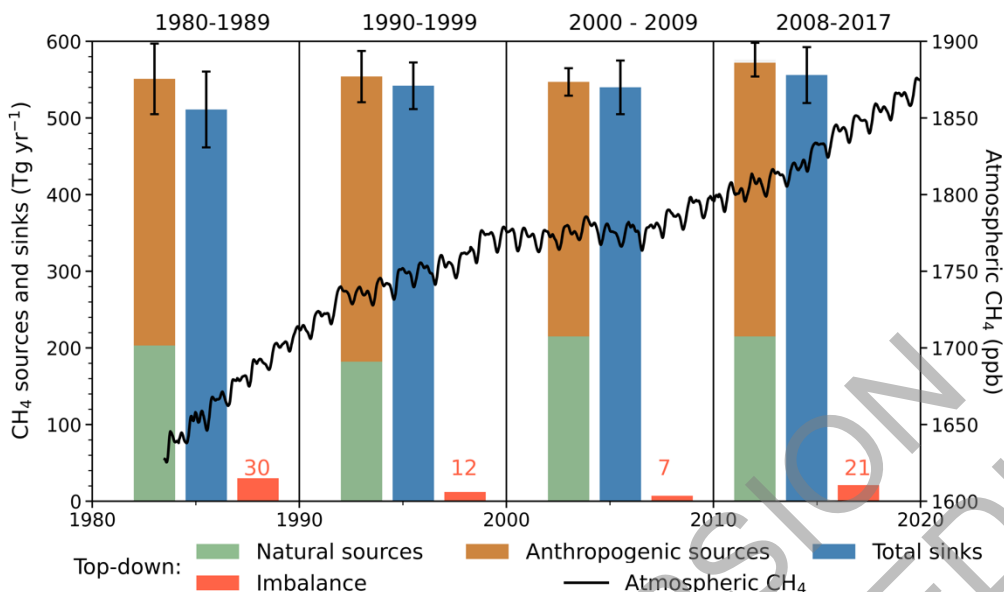 1980-1989 1990-1999 2000 - 2009 2008-2017
600 1900
500 1850
400 1800
300 1750
200 1700
100 1650
0 1600
CH₄ sources and sinks (Tg yr⁻¹)
Atmospheric CH₄ (ppb)
30 12 7 21
1980 1990 2000 2010 2020
Top-down: Natural sources Anthropogenic sources Total sinks
Imbalance Atmospheric CH₄
SION